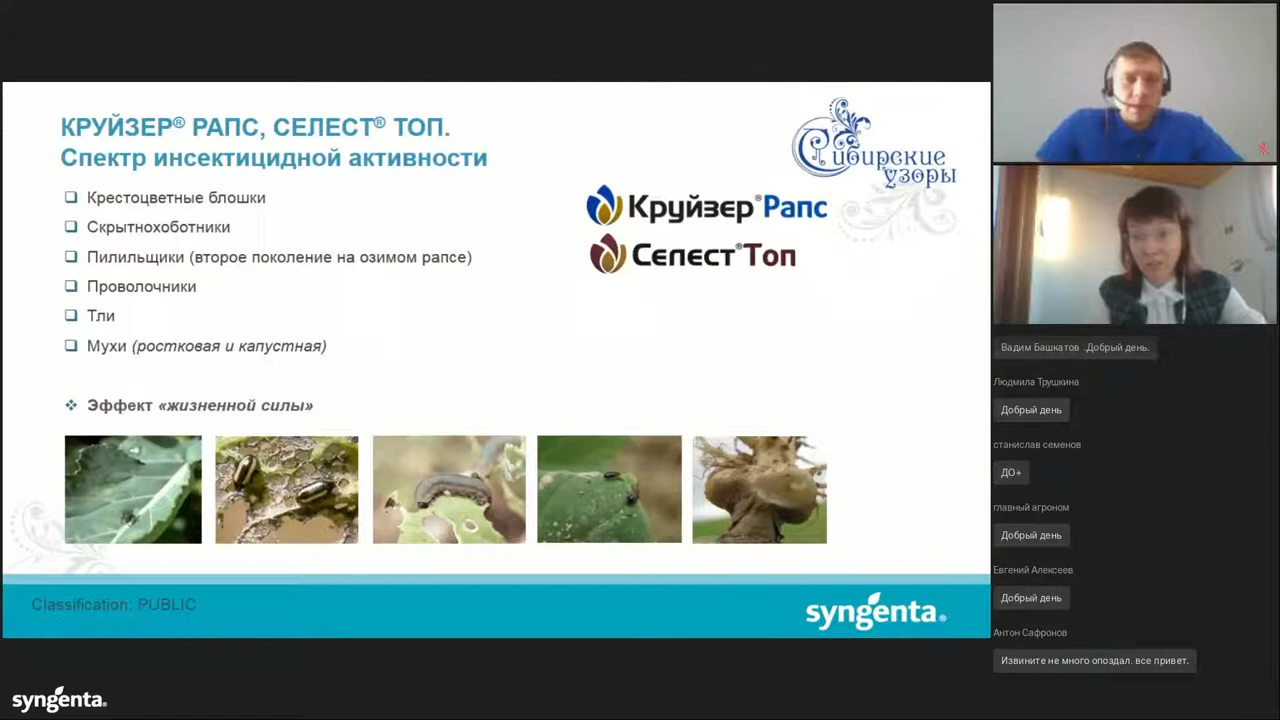 КРУЙЗЕР® РАПС, СЕЛЕСТ® ТОП.
Спектр инсектицидной активности
Крестоцветные блошки
Скрытнохоботники
Пилильщики (второе поколение на озимом рапсе)
Проволочники
Тли
Мухи (ростковая и капустная)
Эффект «жизненной силы»
Сибирские
узоры
Круйзер® Рапс
Селест® Топ
Classification: PUBLIC
syngenta®
syngenta®
Вадим Башкатов .Добрый день.
Людмила Трушкина
Добрый день
станислав семенов
ДО+
главный агроном
Добрый день
Евгений Алексеев
Добрый день
Антон Сафронов
Извините не много опоздал. все привет.